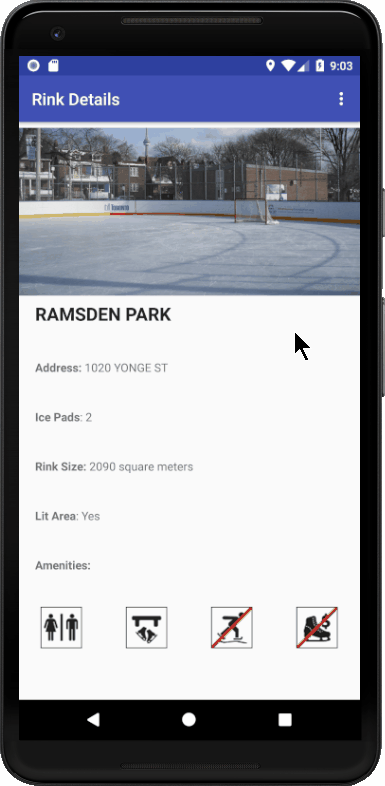 9:03
Rink Details
Toronto
RAMSDEN PARK
Address: 1020 YONGE ST
Ice Pads: 2
Rink Size: 2090 square meters
Lit Area: Yes
Amenities: